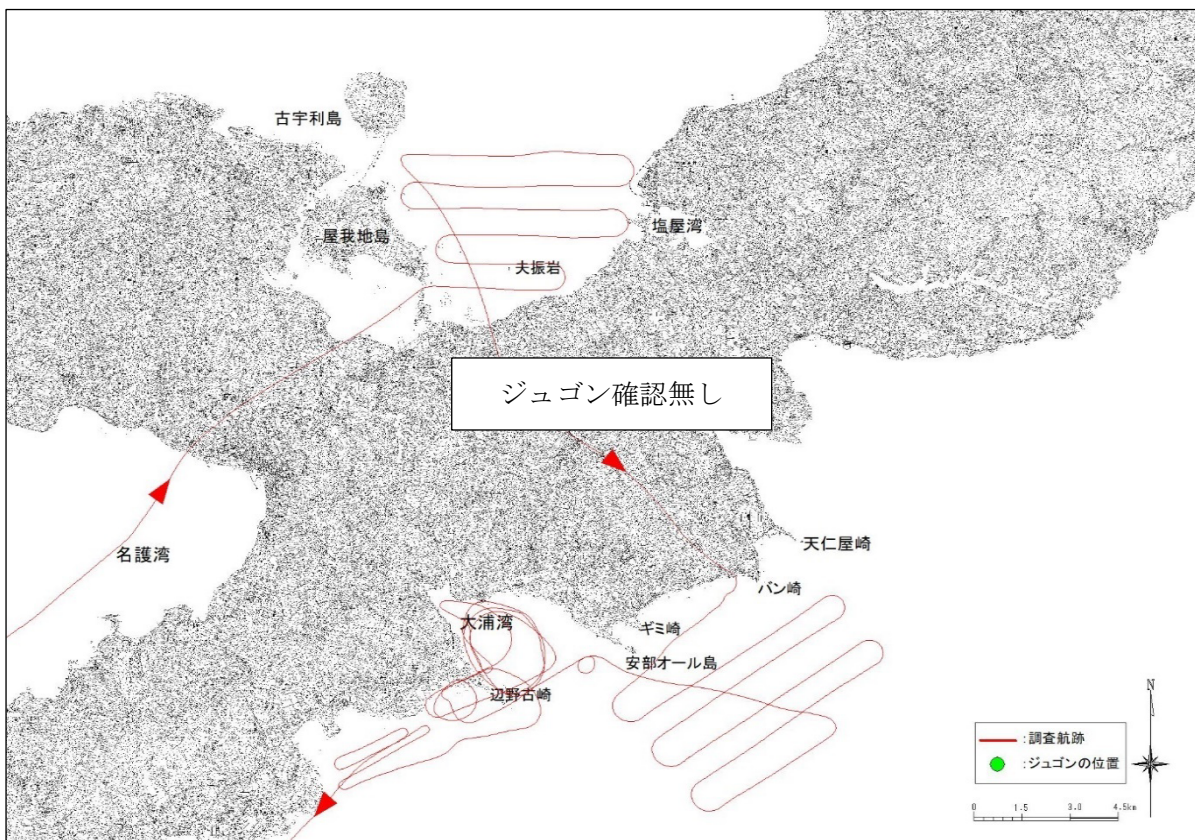 古宇利島
屋我地島
塩屋湾
夫振岩
ジュゴン確認無し
名護湾
天仁屋崎
バン崎
大浦湾
ギミ崎
安部オール島
辺野古崎
N
:調査航跡
:ジュゴンの位置
0 1.5 3.0 4.5km